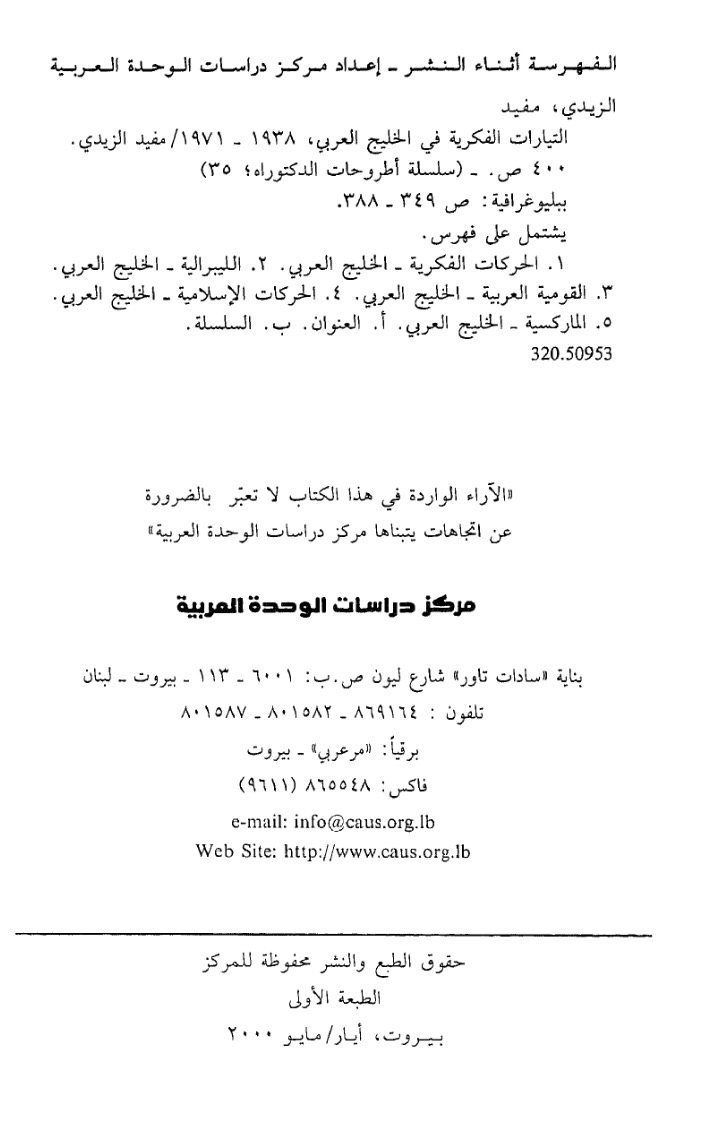 الفهرسة أثناء النشر ـ إعداد مركز دراسات الوحدة العربية
الزيدي، مفيد
التيارات الفكرية في الخليج العربي، ١٩٣٨ ـ ١٩٧١/ مفيد الزيدي.
٤٠٠ ص. ـ (سلسلة أطروحات الدكتوراه؛ ٣٥)
ببليوغرافية: ص ٣٤٩ ـ ٣٨٨.
يشتمل على فهرس.
١. الحركات الفكرية ـ الخليج العربي. ٢. الليبرالية ـ الخليج العربي.
٣. القومية العربية ـ الخليج العربي. ٤. الحركات الإسلامية ـ الخليج العربي.
٥. الماركسية ـ الخليج العربي. أ. العنوان. ب. السلسلة.
320.50953
«الآراء الواردة في هذا الكتاب لا تعبّر بالضرورة
عن اتجاهات يتبناها مركز دراسات الوحدة العربية»
مركز دراسات الوحدة العربية
بناية «سادات تاور» شارع ليون ص.ب: ٦٠٠١ ـ ١١٣ ـ بيروت ـ لبنان
تلفون : ٨٦٩١٦٤ ـ ٨٠١٥٨٢ ـ ٨٠١٥٨٧
برقياً: «مرعربي» ـ بيروت
فاكس: ٨٦٥٥٤٨ (٩٦١١)
e-mail: info@caus.org.lb
Web Site: http://www.caus.org.lb
حقوق الطبع والنشر محفوظة للمركز
الطبعة الأولى
بيروت، أيار/ مايو ٢٠٠٠